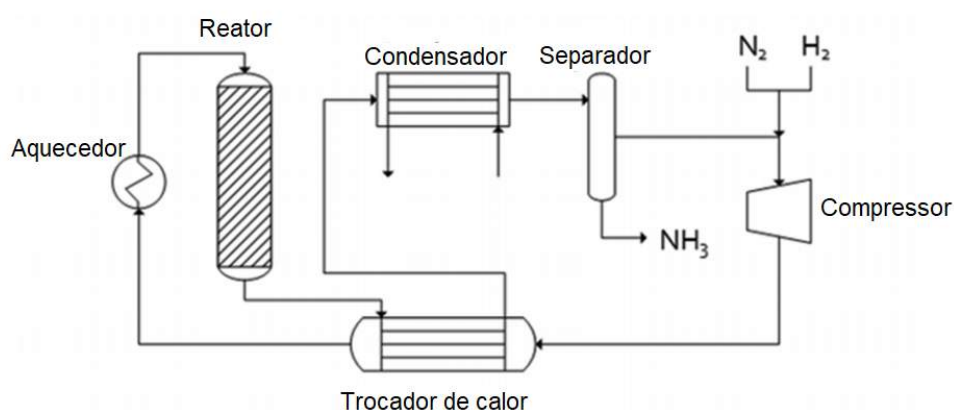 Reator
Condensador
Separador
N₂ H₂
Aquecedor
Compressor
NH₃
Trocador de calor